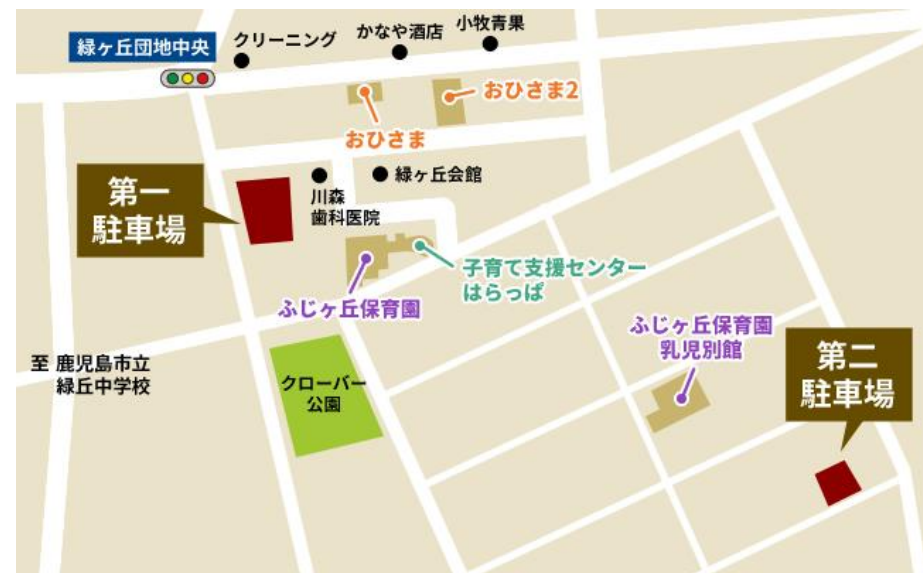 緑ヶ丘団地中央
クリーニング
かなや酒店
小牧青果
おひさま
おひさま2
第一
駐車場
川森
歯科医院
緑ヶ丘会館
子育て支援センター
はらっぱ
ふじヶ丘保育園
ふじヶ丘保育園
乳児別館
第二
駐車場
至 鹿児島市立
緑丘中学校
クローバー
公園